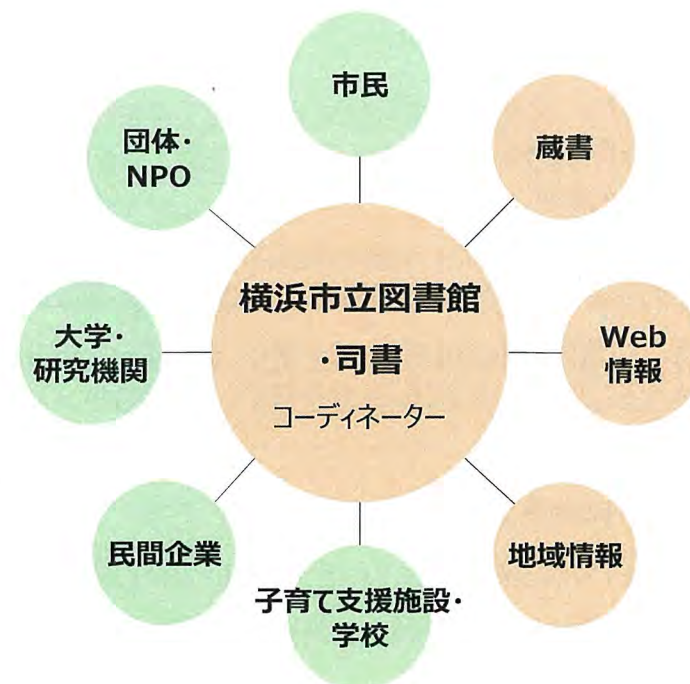 市民
蔵書
団体・
NPO
横浜市立図書館
・司書
コーディネーター
大学・
研究機関
Web
情報
民間企業
地域情報
子育て支援施設・
学校